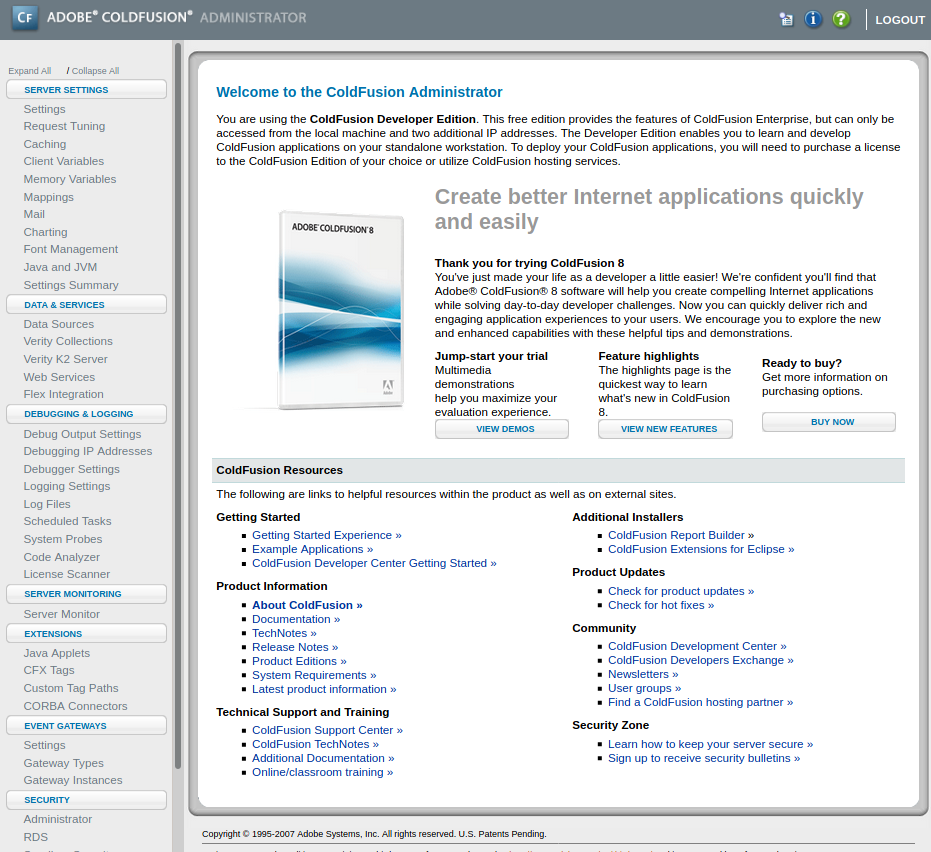 CF ADOBE® COLDFUSION® ADMINISTRATOR
LOGOUT
Expand All / Collapse All
SERVER SETTINGS
Settings
Request Tuning
Caching
Client Variables
Memory Variables
Mappings
Mail
Charting
Font Management
Java and JVM
Settings Summary
DATA & SERVICES
Data Sources
Verity Collections
Verity K2 Server
Web Services
Flex Integration
DEBUGGING & LOGGING
Debug Output Settings
Debugging IP Addresses
Debugger Settings
Logging Settings
Log Files
Scheduled Tasks
System Probes
Code Analyzer
License Scanner
SERVER MONITORING
Server Monitor
EXTENSIONS
Java Applets
CFX Tags
Custom Tag Paths
CORBA Connectors
EVENT GATEWAYS
Settings
Gateway Types
Gateway Instances
SECURITY
Administrator
RDS
Welcome to the ColdFusion Administrator
You are using the ColdFusion Developer Edition. This free edition provides the features of ColdFusion Enterprise, but can only be
accessed from the local machine and two additional IP addresses. The Developer Edition enables you to learn and develop
ColdFusion applications on your standalone workstation. To deploy your ColdFusion applications, you will need to purchase a license
to the ColdFusion Edition of your choice or utilize ColdFusion hosting services.
ADOBE® COLDFUSION® 8
Adobe
Create better Internet applications quickly
and easily
Thank you for trying ColdFusion 8
You've just made your life as a developer a little easier! We're confident you'll find that
Adobe® ColdFusion® 8 software will help you create compelling Internet applications
while solving day-to-day developer challenges. Now you can quickly deliver rich and
engaging application experiences to your users. We encourage you to explore the new
and enhanced capabilities with these helpful tips and demonstrations.
Jump-start your trial
Multimedia
demonstrations
help you maximize your
evaluation experience.
VIEW DEMOS
Feature highlights
The highlights page is the
quickest way to learn
what's new in ColdFusion
8.
VIEW NEW FEATURES
Ready to buy?
Get more information on
purchasing options.
BUY NOW
ColdFusion Resources
The following are links to helpful resources within the product as well as on external sites.
Getting Started
Getting Started Experience »
Example Applications »
ColdFusion Developer Center Getting Started »
Product Information
About ColdFusion »
Documentation »
TechNotes »
Release Notes »
Product Editions »
System Requirements »
Latest product information »
Technical Support and Training
ColdFusion Support Center »
ColdFusion TechNotes »
Additional Documentation »
Online/classroom training »
Additional Installers
ColdFusion Report Builder »
ColdFusion Extensions for Eclipse »
Product Updates
Check for product updates »
Check for hot fixes »
Community
ColdFusion Development Center »
ColdFusion Developers Exchange »
Newsletters »
User groups »
Find a ColdFusion hosting partner »
Security Zone
Learn how to keep your server secure »
Sign up to receive security bulletins »
Copyright © 1995-2007 Adobe Systems, Inc. All rights reserved. U.S. Patents Pending.